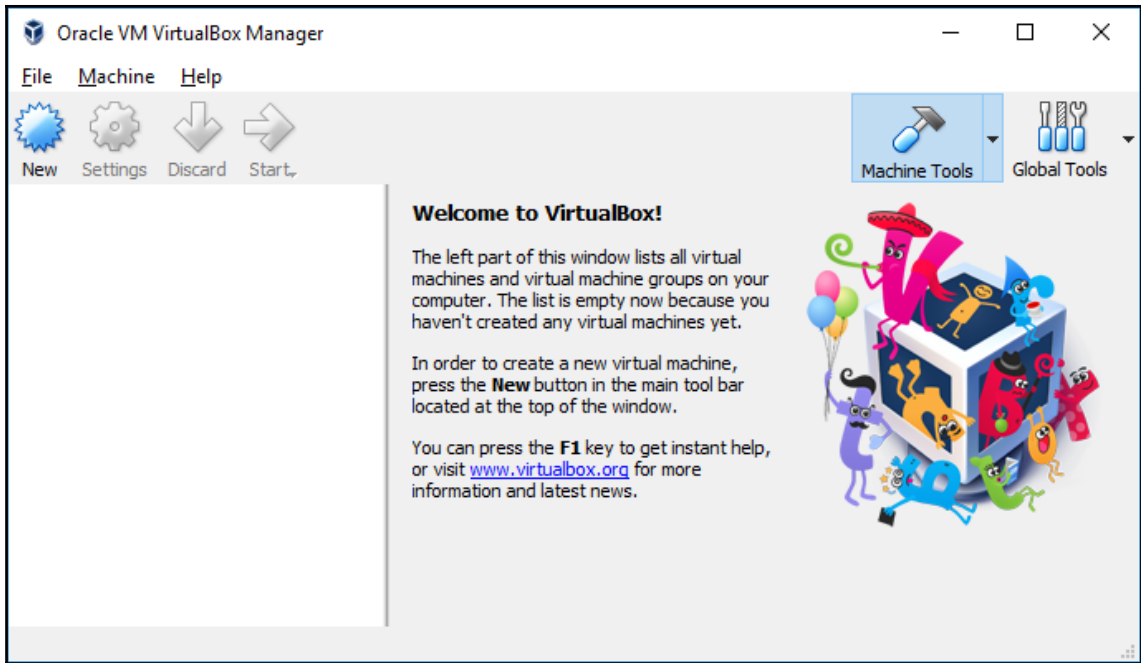 Oracle VM VirtualBox Manager
File Machine Help
New Settings Discard Start
Machine Tools Global Tools
Welcome to VirtualBox!
The left part of this window lists all virtual
machines and virtual machine groups on your
computer. The list is empty now because you
haven't created any virtual machines yet.
In order to create a new virtual machine,
press the New button in the main tool bar
located at the top of the window.
You can press the F1 key to get instant help,
or visit www.virtualbox.org for more
information and latest news.